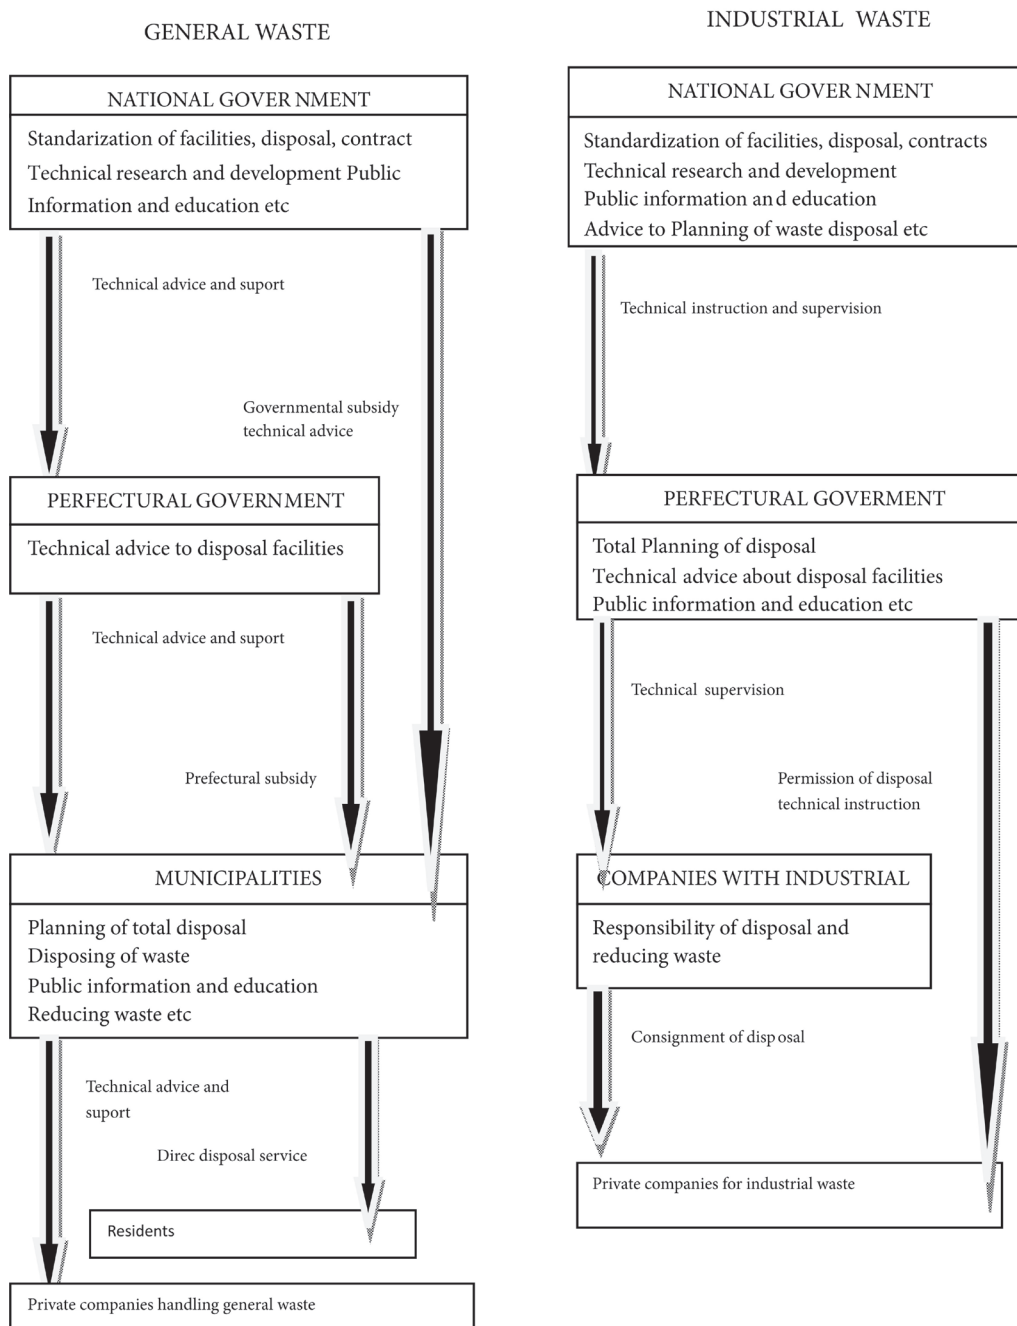 GENERAL WASTE
NATIONAL GOVERNMENT
Standarization of facilities, disposal, contract
Technical research and development Public
Information and education etc
Technical advice and suport
Governmental subsidy
technical advice
PERFECTURAL GOVERNMENT
Technical advice to disposal facilities
Technical advice and suport
Prefectural subsidy
MUNICIPALITIES
Planning of total disposal
Disposing of waste
Public information and education
Reducing waste etc
Technical advice and
suport
Direc disposal service
Residents
Private companies handling general waste
INDUSTRIAL WASTE
NATIONAL GOVERNMENT
Standardization of facilities, disposal, contracts
Technical research and development
Public information and education
Advice to Planning of waste disposal etc
Technical instruction and supervision
PERFECTURAL GOVERMENT
Total Planning of disposal
Technical advice about disposal facilities
Public information and education etc
Technical supervision
Permission of disposal
technical instruction
COMPANIES WITH INDUSTRIAL
Responsibility of disposal and
reducing waste
Consignment of disposal
Private companies for industrial waste